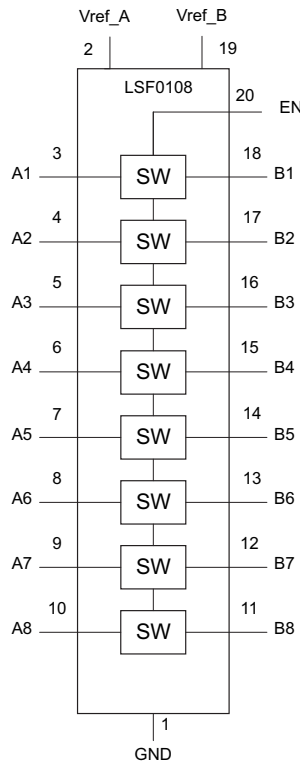 Vref_A Vref_B
2 19
LSF0108
20 EN
3 18
A1 SW B1
4 17
A2 SW B2
5 16
A3 SW B3
6 15
A4 SW B4
7 14
A5 SW B5
8 13
A6 SW B6
9 12
A7 SW B7
10 11
A8 SW B8
1
GND